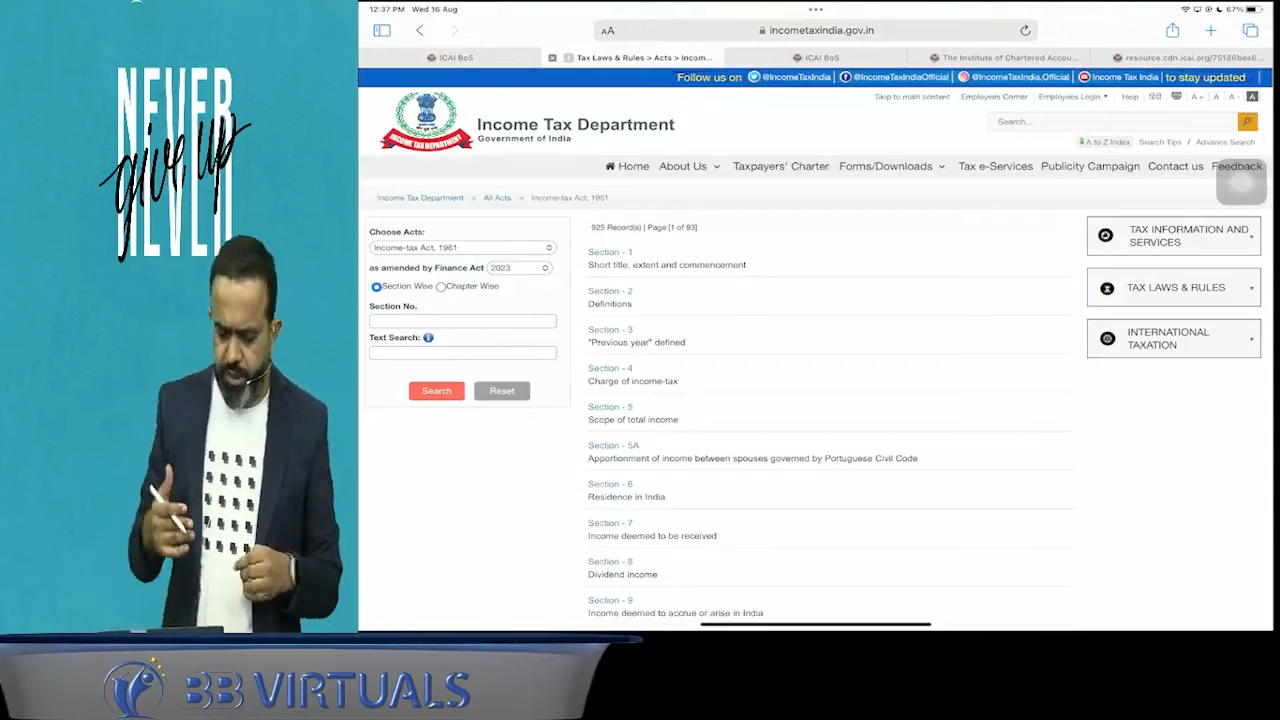 12:37 PM Wed 16 Aug
67%
AA
incometaxindia.gov.in
ICAI BoS
Tax Laws & Rules > Acts > Incom...
ICAI BoS
The Institute of Chartered Accou...
resource.cdn.icai.org/75186bos6...
Follow us on @IncomeTaxIndia @IncomeTaxIndiaOfficial @IncomeTaxIndia.Official Income Tax India to stay updated
Skip to main content Employees Corner Employees Login Help हिंदी A+ A A- A
Income Tax Department
Government of India
INCOME TAX DEPARTMENT
Search...
A to Z Index Search Tips / Advance Search
Home About Us Taxpayers' Charter Forms/Downloads Tax e-Services Publicity Campaign Contact us Feedback
Income Tax Department > All Acts > Income-tax Act, 1961
Choose Acts:
Income-tax Act, 1961
as amended by Finance Act 2023
Section Wise Chapter Wise
Section No.
Text Search:
Search Reset
925 Record(s) | Page [1 of 93]
Section - 1
Short title, extent and commencement
Section - 2
Definitions
Section - 3
"Previous year" defined
Section - 4
Charge of income-tax
Section - 5
Scope of total income
Section - 5A
Apportionment of income between spouses governed by Portuguese Civil Code
Section - 6
Residence in India
Section - 7
Income deemed to be received
Section - 8
Dividend income
Section - 9
Income deemed to accrue or arise in India
TAX INFORMATION AND
SERVICES
TAX LAWS & RULES
INTERNATIONAL
TAXATION
NEVER
give up
NEVER
BB VIRTUALS